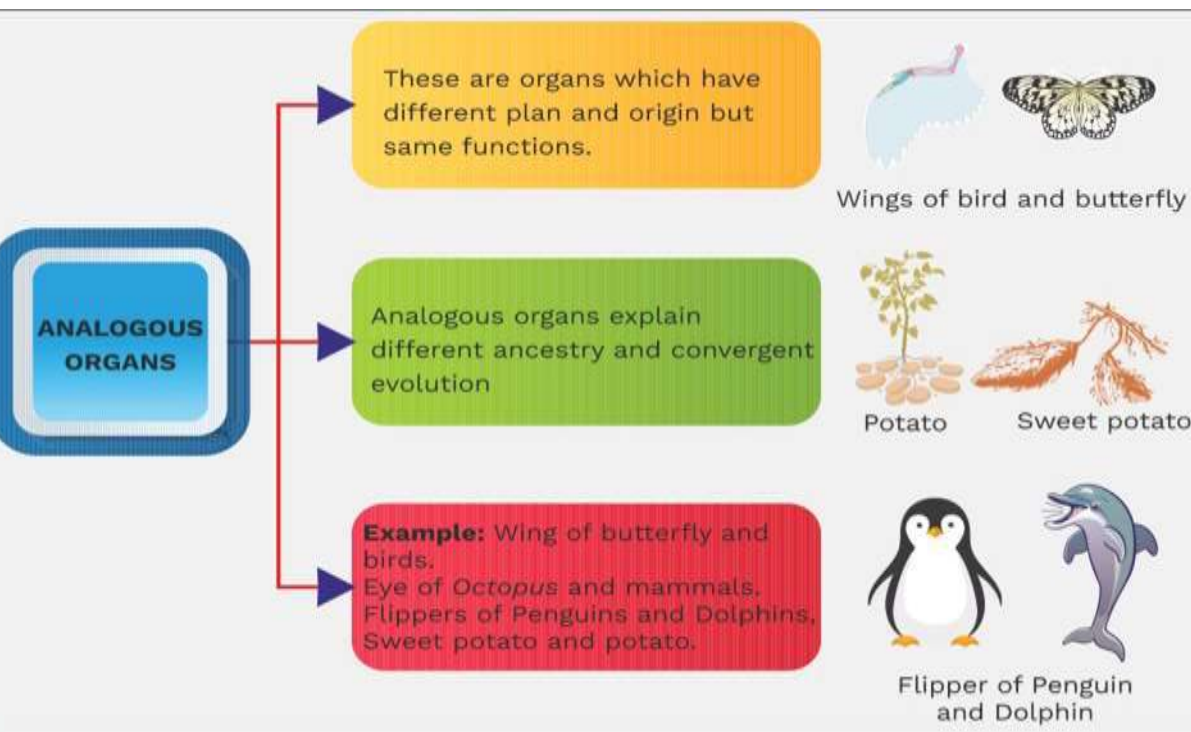 ANALOGOUS
ORGANS
These are organs which have
different plan and origin but
same functions.
Wings of bird and butterfly
Analogous organs explain
different ancestry and convergent
evolution
Potato
Sweet potato
Example: Wing of butterfly and
birds.
Eye of Octopus and mammals,
Flippers of Penguins and Dolphins,
Sweet potato and potato.
Flipper of Penguin
and Dolphin